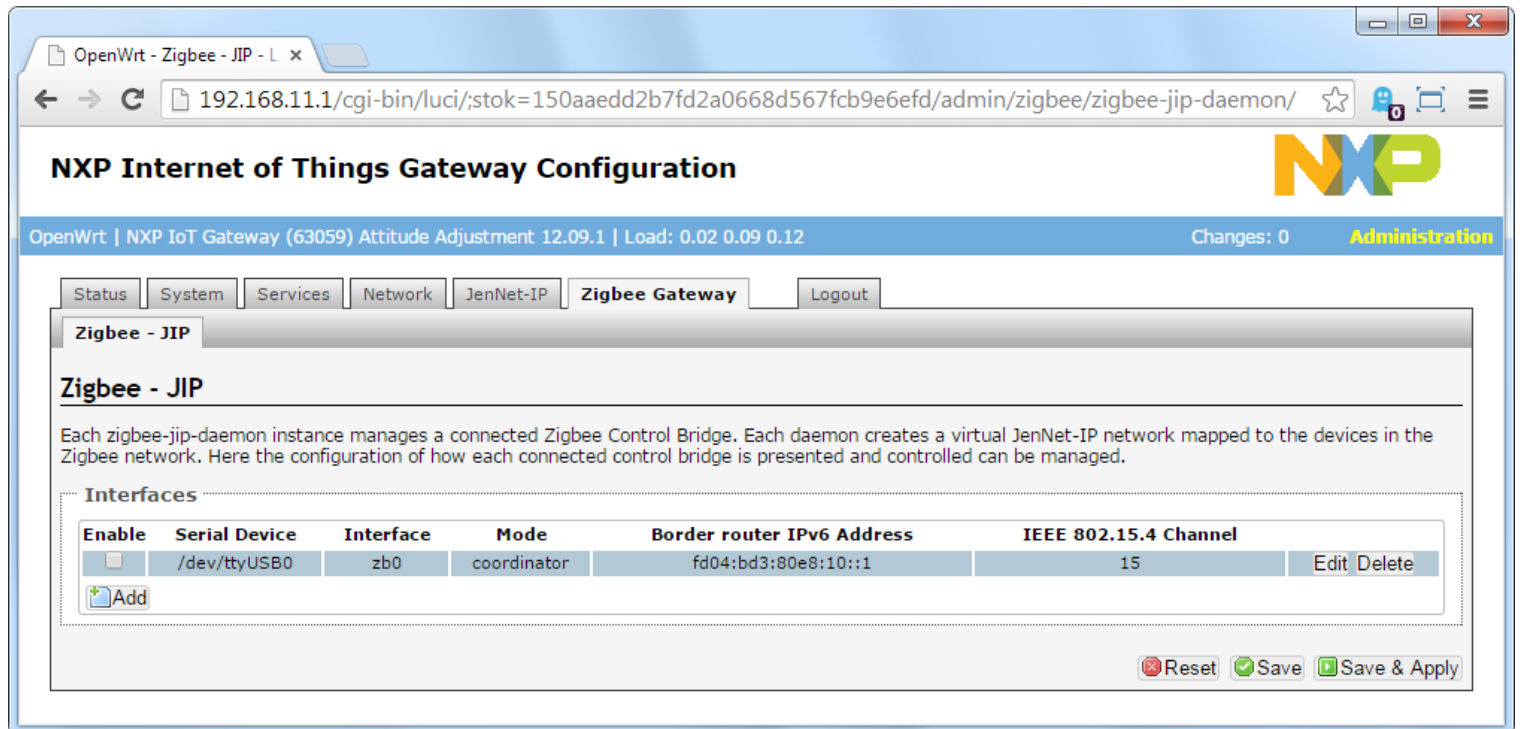 OpenWrt - Zigbee - JIP - L
192.168.11.1/cgi-bin/luci/;stok=150aaedd2b7fd2a0668d567fcb9e6efd/admin/zigbee/zigbee-jip-daemon/
0
NXP Internet of Things Gateway Configuration
NXP
OpenWrt | NXP IoT Gateway (63059) Attitude Adjustment 12.09.1 | Load: 0.02 0.09 0.12 Changes: 0 Administration
Status System Services Network JenNet-IP Zigbee Gateway Logout
Zigbee - JIP
Zigbee - JIP
Each zigbee-jip-daemon instance manages a connected Zigbee Control Bridge. Each daemon creates a virtual JenNet-IP network mapped to the devices in the
Zigbee network. Here the configuration of how each connected control bridge is presented and controlled can be managed.
Interfaces
Enable Serial Device Interface Mode Border router IPv6 Address IEEE 802.15.4 Channel
/dev/ttyUSB0 zb0 coordinator fd04:bd3:80e8:10::1 15 Edit Delete
Add
Reset Save Save & Apply